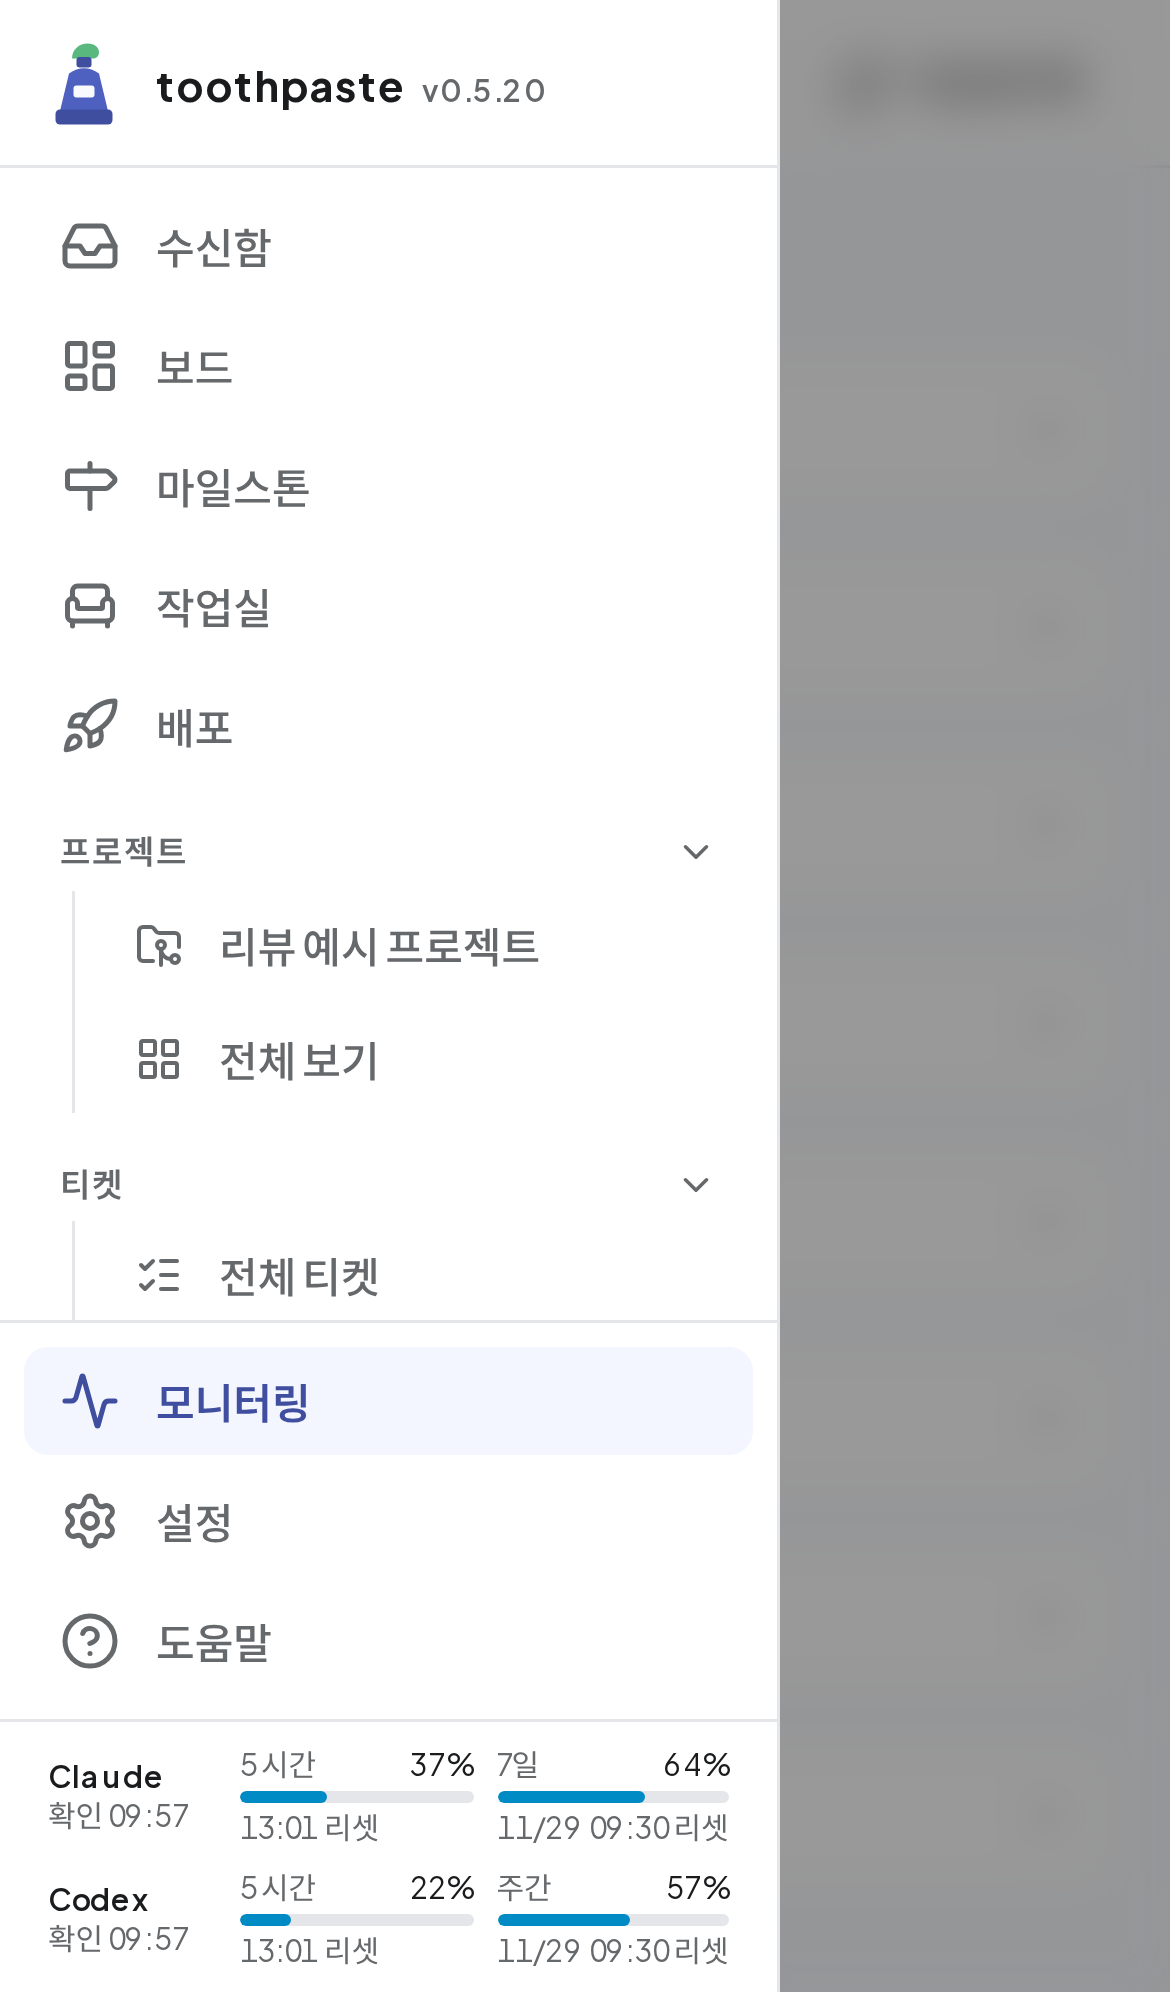 toothpaste v0.5.20
수신함
보드
마일스톤
작업실
배포
프로젝트
리뷰 예시 프로젝트
전체 보기
티켓
전체 티켓
모니터링
설정
도움말
Claude
확인 09:57
5시간 37%
13:01 리셋
7일 64%
11/29 09:30 리셋
Codex
확인 09:57
5시간 22%
13:01 리셋
주간 57%
11/29 09:30 리셋